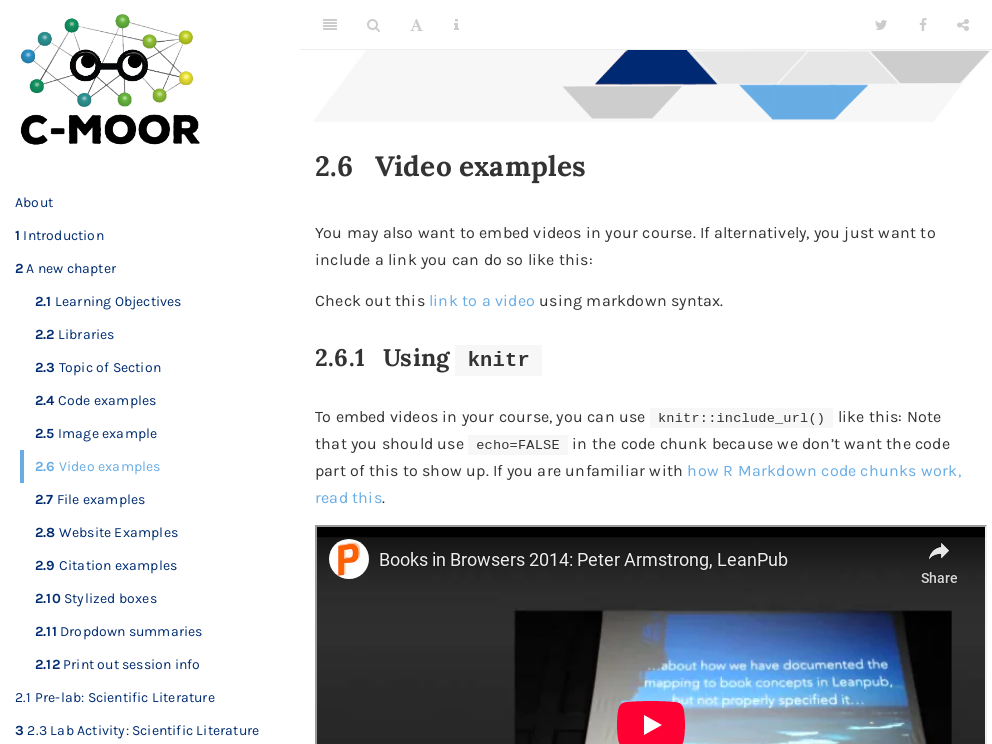 C-MOOR
About
1 Introduction
2 A new chapter
2.1 Learning Objectives
2.2 Libraries
2.3 Topic of Section
2.4 Code examples
2.5 Image example
2.6 Video examples
2.7 File examples
2.8 Website Examples
2.9 Citation examples
2.10 Stylized boxes
2.11 Dropdown summaries
2.12 Print out session info
2.1 Pre-lab: Scientific Literature
3 2.3 Lab Activity: Scientific Literature
2.6 Video examples
You may also want to embed videos in your course. If alternatively, you just want to
include a link you can do so like this:
Check out this link to a video using markdown syntax.
2.6.1 Using knitr
To embed videos in your course, you can use knitr::include_url() like this: Note
that you should use echo=FALSE in the code chunk because we don’t want the code
part of this to show up. If you are unfamiliar with how R Markdown code chunks work,
read this.
Books in Browsers 2014: Peter Armstrong, LeanPub
Share
...about how we have documented the
mapping to book concepts in Leanpub,
but not properly specified it...